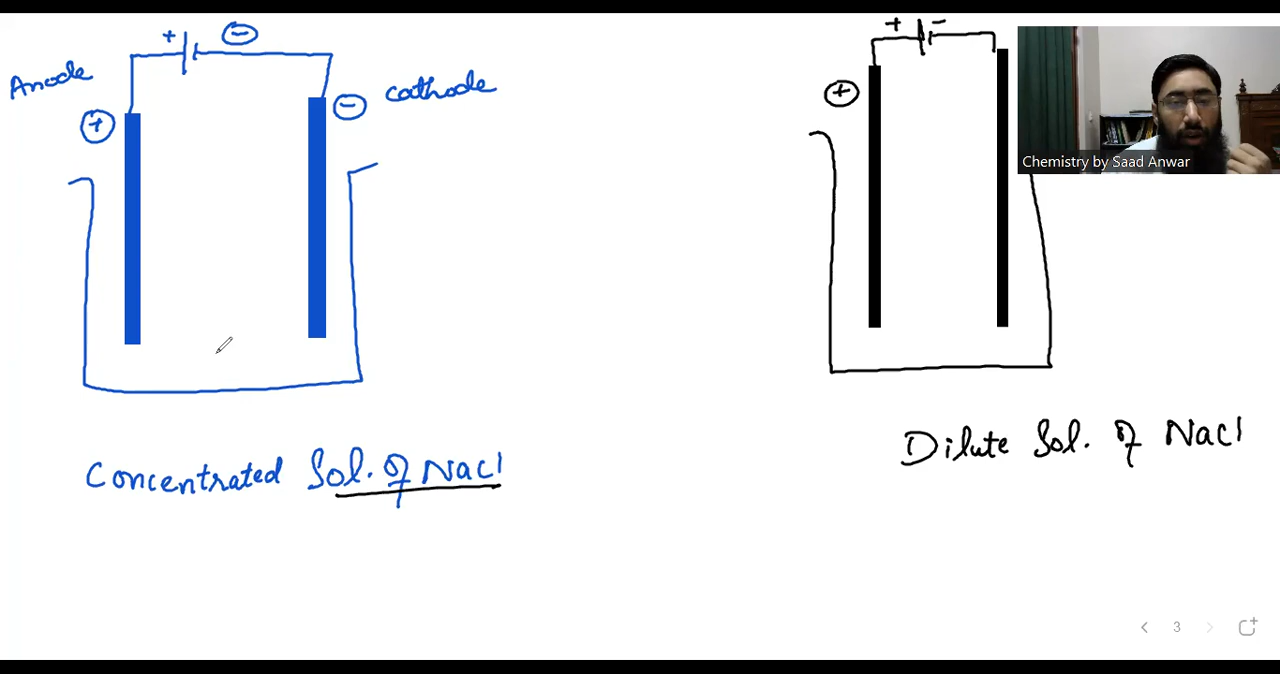 + −
Anode
+
− cathode
Concentrated Sol. of NaCl
+ −
+
Dilute Sol. of NaCl
Chemistry by Saad Anwar
3